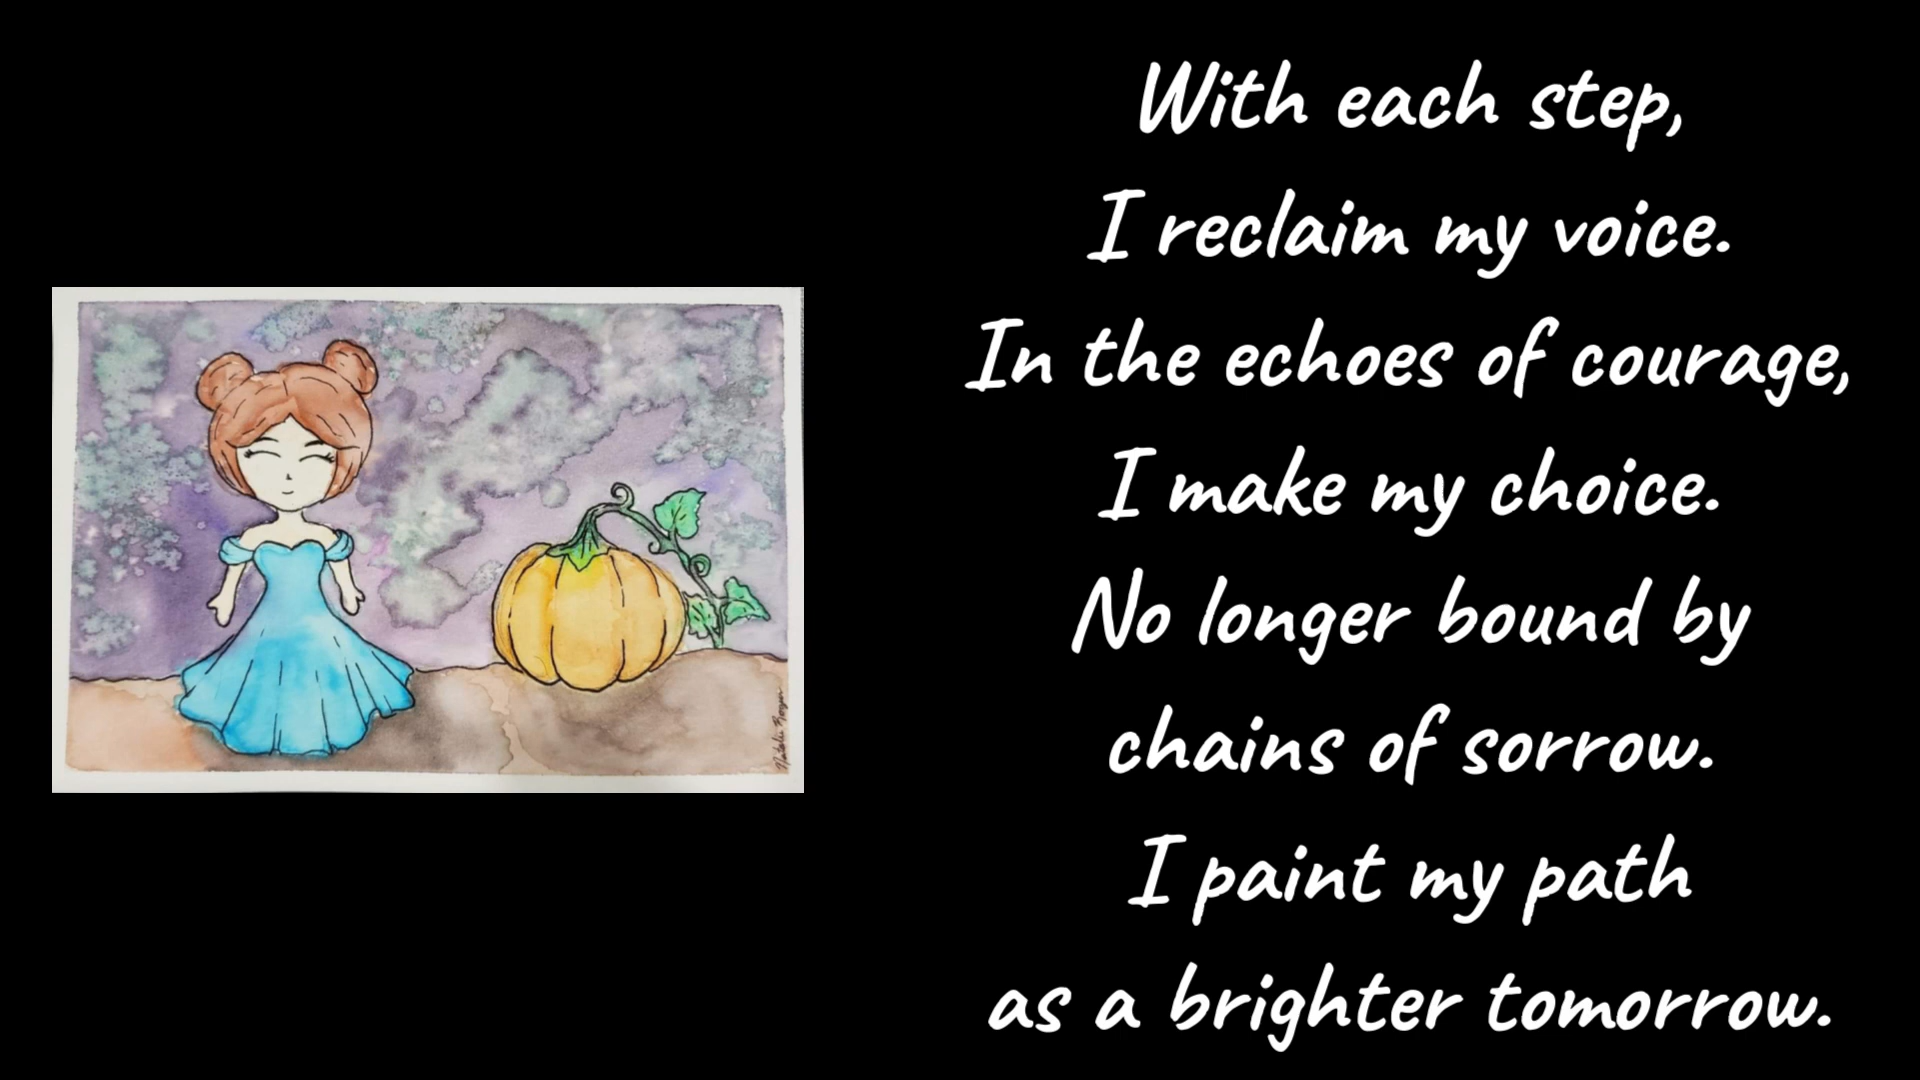 With each step,
I reclaim my voice.
In the echoes of courage,
I make my choice.
No longer bound by
chains of sorrow.
I paint my path
as a brighter tomorrow.